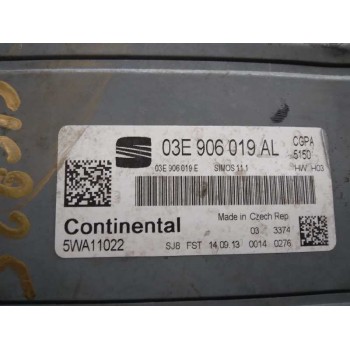 03E 906 019 AL
CGPA
5150
03E 906 019 E SIMOS 11.1 HW: H03
Continental
5WA11022
Made in Czech Rep.
03 3374
SJ8 FST 14.09.13 0014 0276